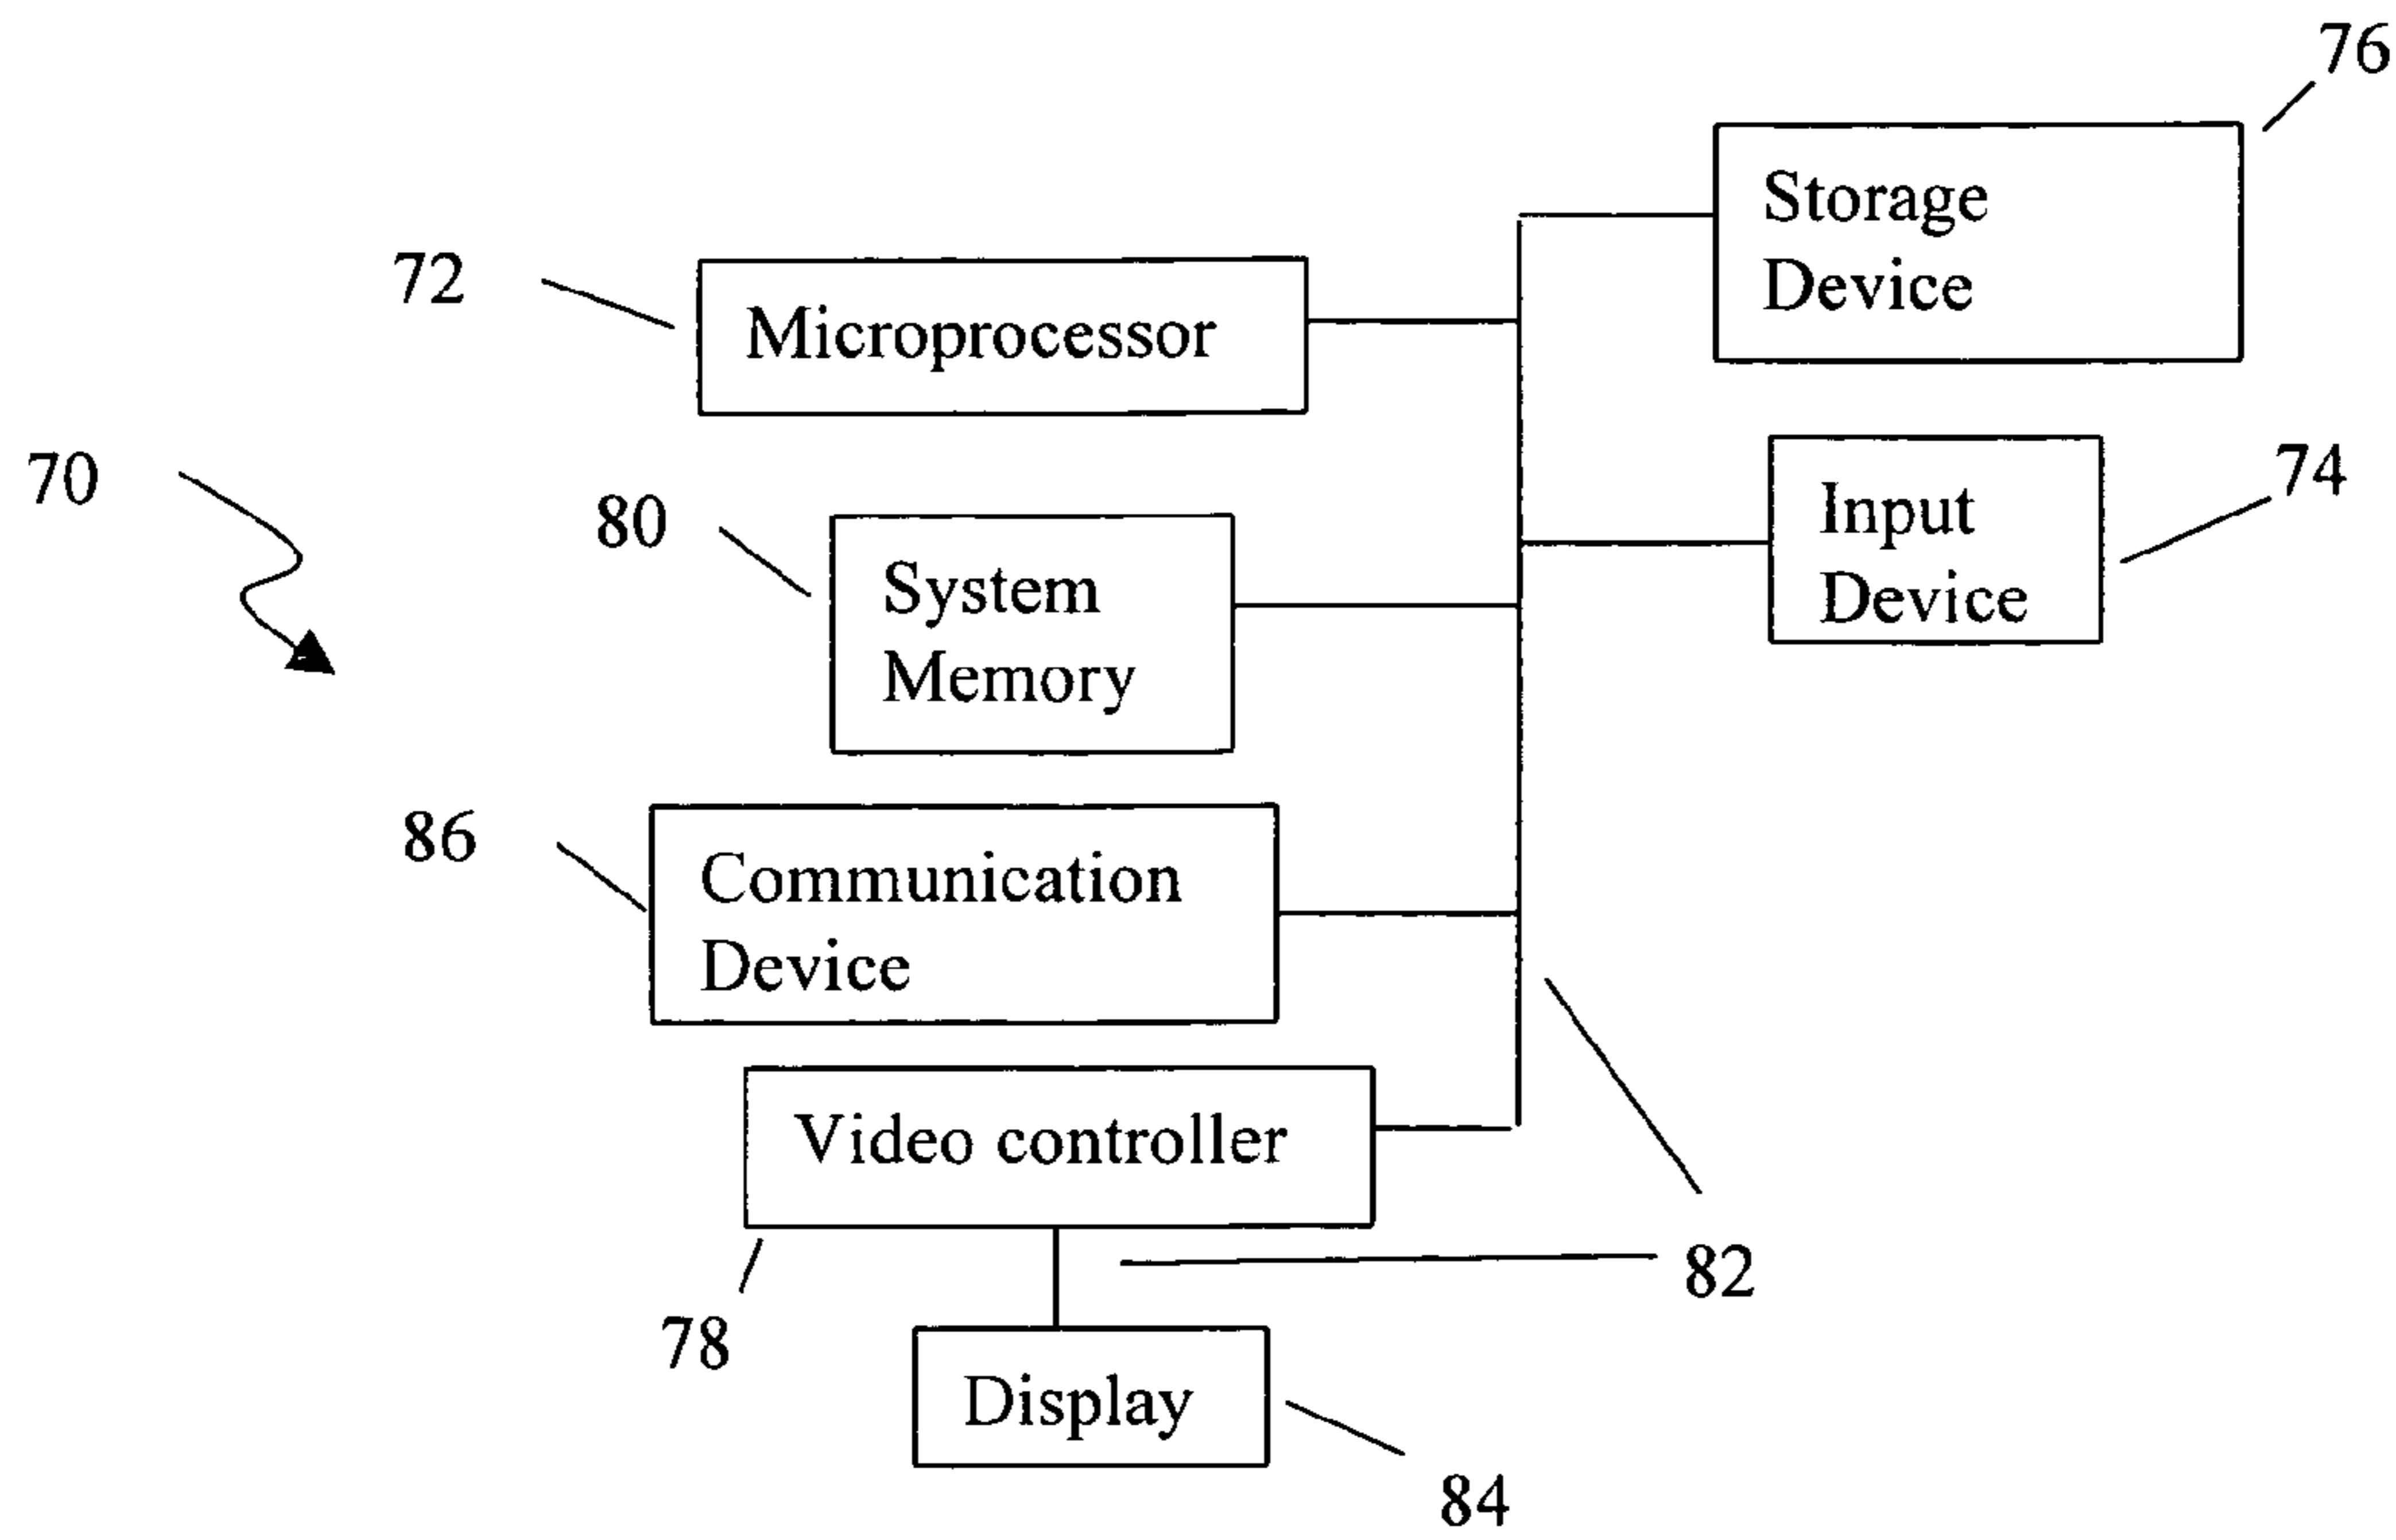 76
Storage
Device
72
Microprocessor
70
74
Input
Device
80
System
Memory
86
Communication
Device
Video controller
82
78
Display
84